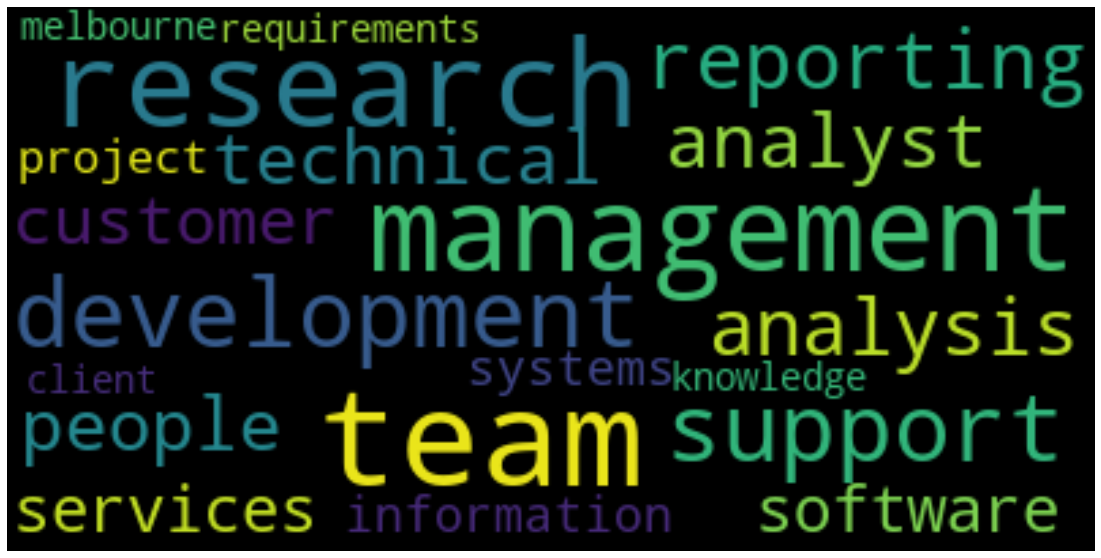 melbourne requirements
research reporting
project technical analyst
customer management
development analysis
client systems knowledge
people team support
services information software